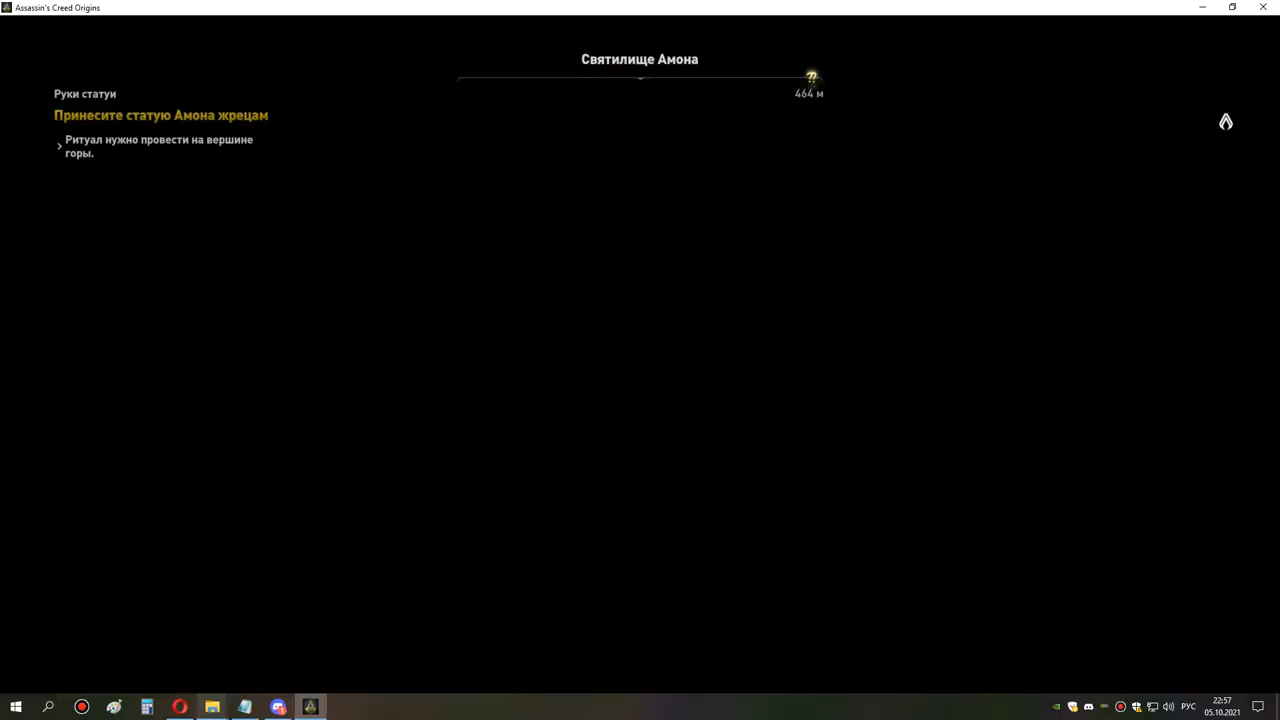 Assassin's Creed Origins
Святилище Амона
464 м
Руки статуи
Принесите статую Амона жрецам
Ритуал нужно провести на вершине
горы.
РУС
22:57
05.10.2021